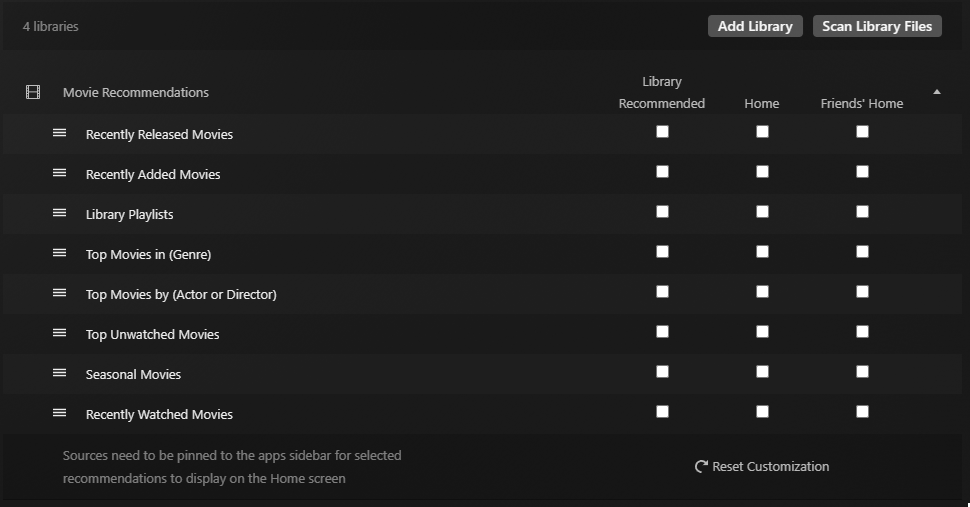 4 libraries
Add Library
Scan Library Files
Movie Recommendations
Library
Recommended
Home
Friends' Home
Recently Released Movies
Recently Added Movies
Library Playlists
Top Movies in (Genre)
Top Movies by (Actor or Director)
Top Unwatched Movies
Seasonal Movies
Recently Watched Movies
Sources need to be pinned to the apps sidebar for selected
recommendations to display on the Home screen
Reset Customization